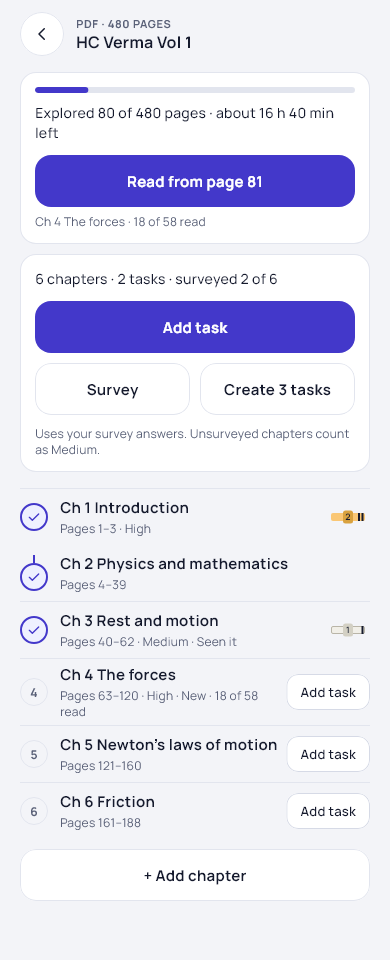 PDF · 480 PAGES
HC Verma Vol 1
Explored 80 of 480 pages · about 16 h 40 min
left
Read from page 81
Ch 4 The forces · 18 of 58 read
6 chapters · 2 tasks · surveyed 2 of 6
Add task
Survey
Create 3 tasks
Uses your survey answers. Unsurveyed chapters count
as Medium.
Ch 1 Introduction
Pages 1–3 · High
2
Ch 2 Physics and mathematics
Pages 4–39
Ch 3 Rest and motion
Pages 40–62 · Medium · Seen it
1
4
Ch 4 The forces
Pages 63–120 · High · New · 18 of 58
read
Add task
5
Ch 5 Newton's laws of motion
Pages 121–160
Add task
6
Ch 6 Friction
Pages 161–188
Add task
+ Add chapter